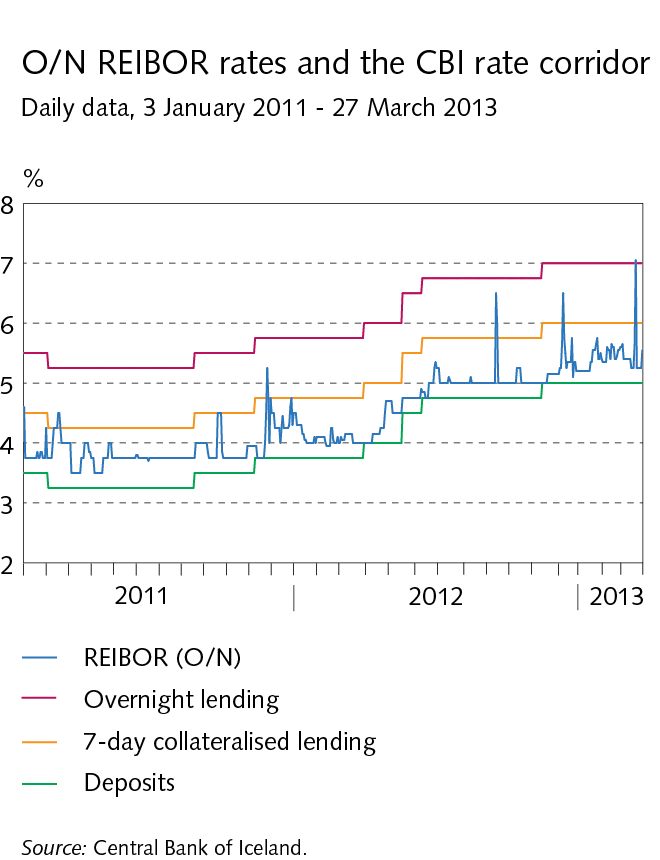 O/N REIBOR rates and the CBI rate corridor
Daily data, 3 January 2011 - 27 March 2013
%
8
7
6
5
4
3
2
2011 2012 2013
REIBOR (O/N)
Overnight lending
7-day collateralised lending
Deposits
Source: Central Bank of Iceland.